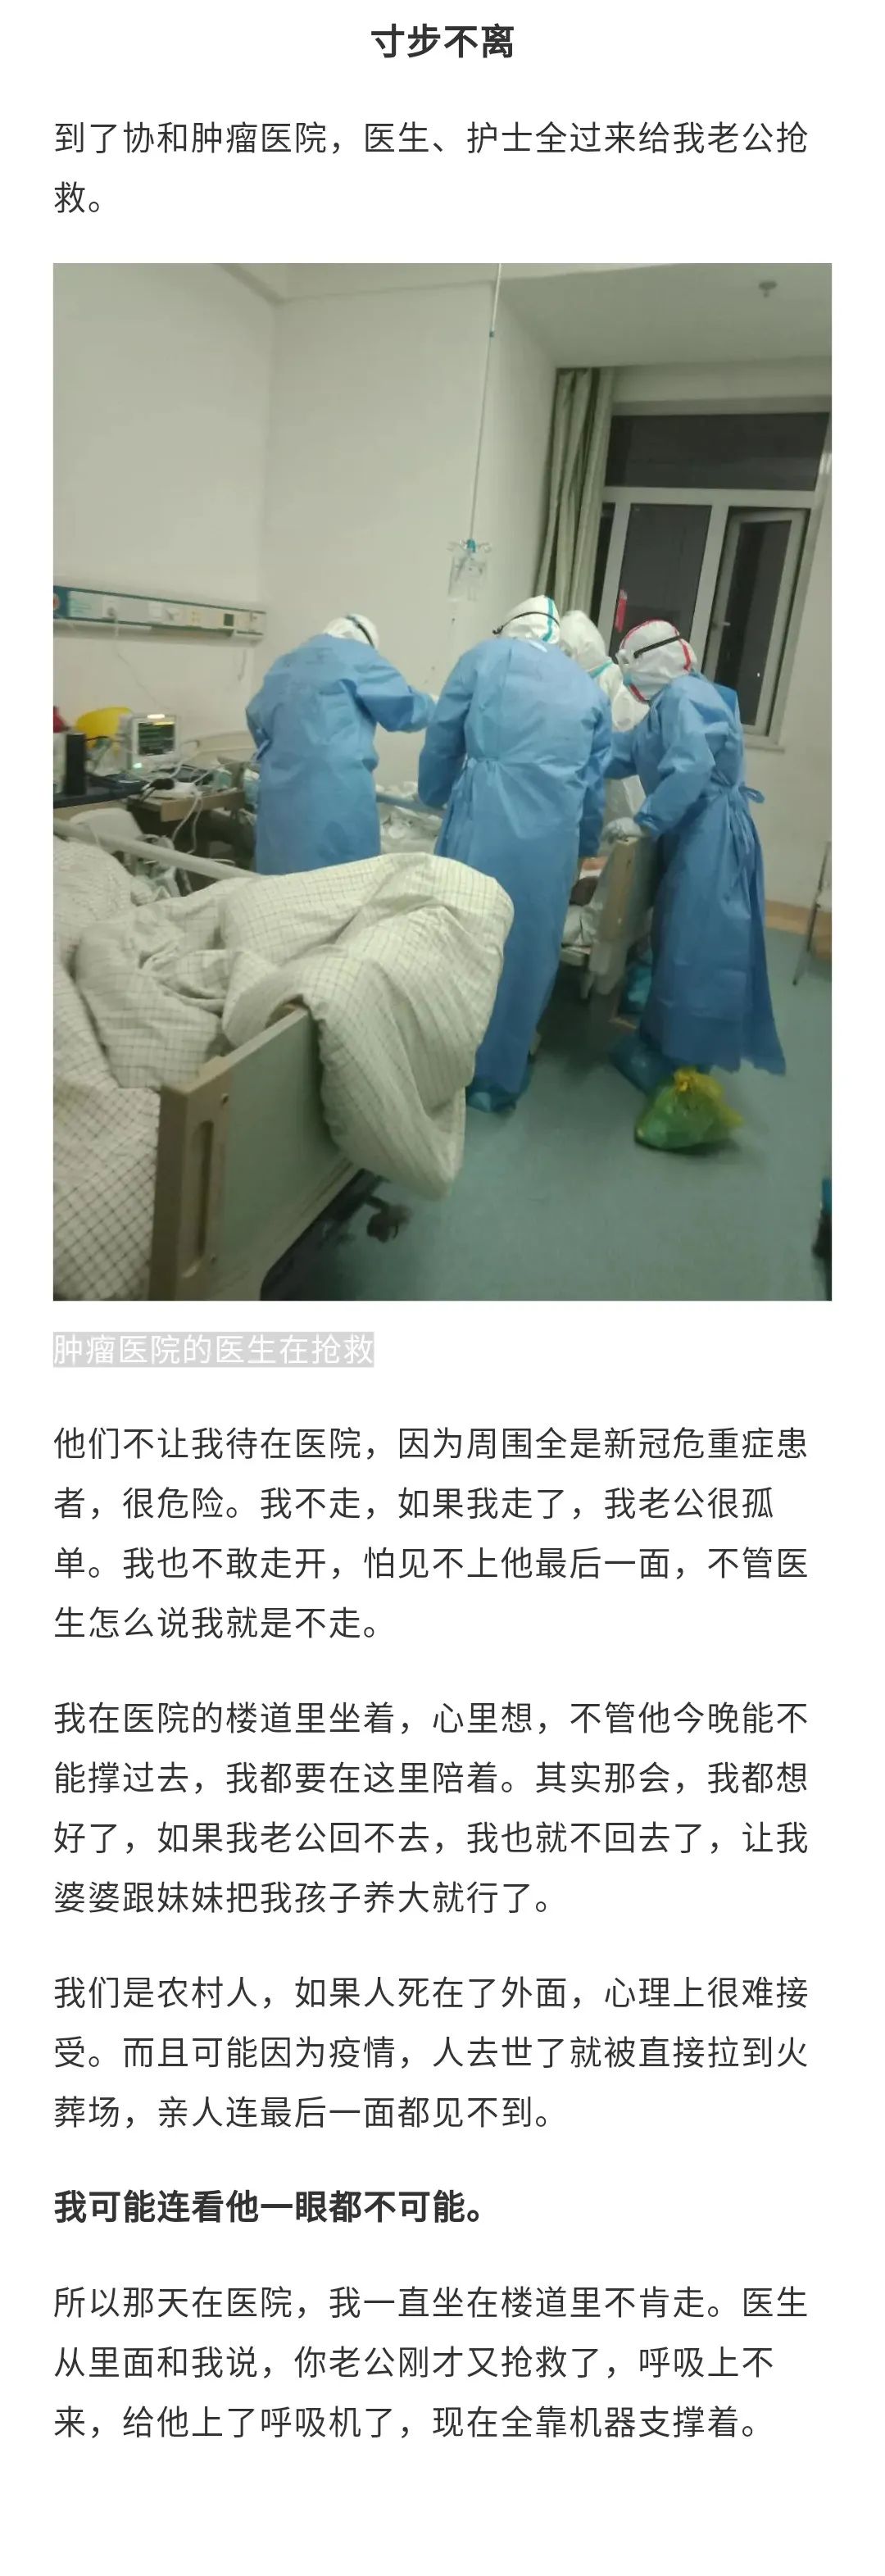 寸步不离
到了协和肿瘤医院，医生、护士全过来给我老公抢
救。
肿瘤医院的医生在抢救
他们不让我待在医院，因为周围全是新冠危重症患
者，很危险。我不走，如果我走了，我老公很孤
单。我也不敢走开，怕见不上他最后一面，不管医
生怎么说我就是不走。
我在医院的楼道里坐着，心里想，不管他今晚能不
能撑过去，我都要在这里陪着。其实那会，我都想
好了，如果我老公回不去，我也就不回去了，让我
婆婆跟妹妹把我孩子养大就行了。
我们是农村人，如果人死在了外面，心理上很难接
受。而且可能因为疫情，人去世了就被直接拉到火
葬场，亲人连最后一面都见不到。
我可能连看他一眼都不可能。
所以那天在医院，我一直坐在楼道里不肯走。医生
从里面和我说，你老公刚才又抢救了，呼吸上不
来，给他上了呼吸机了，现在全靠机器支撑着。